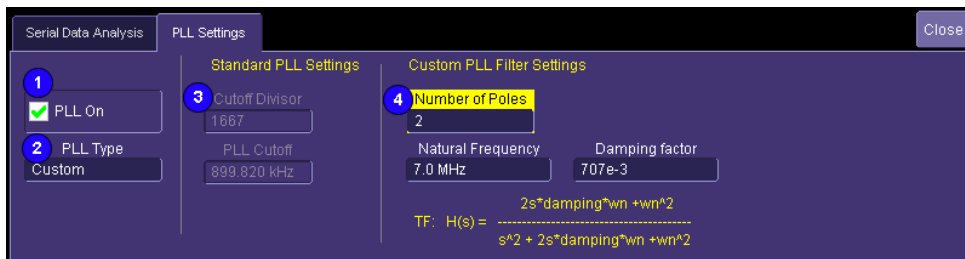 Serial Data Analysis
PLL Settings
Close
1
PLL On
2 PLL Type
Custom
Standard PLL Settings
3 Cutoff Divisor
1667
PLL Cutoff
899.820 kHz
Custom PLL Filter Settings
4 Number of Poles
2
Natural Frequency
7.0 MHz
Damping factor
707e-3
2s*damping*wn +wn^2
TF: H(s) = ----------------------------------------
s^2 + 2s*damping*wn +wn^2